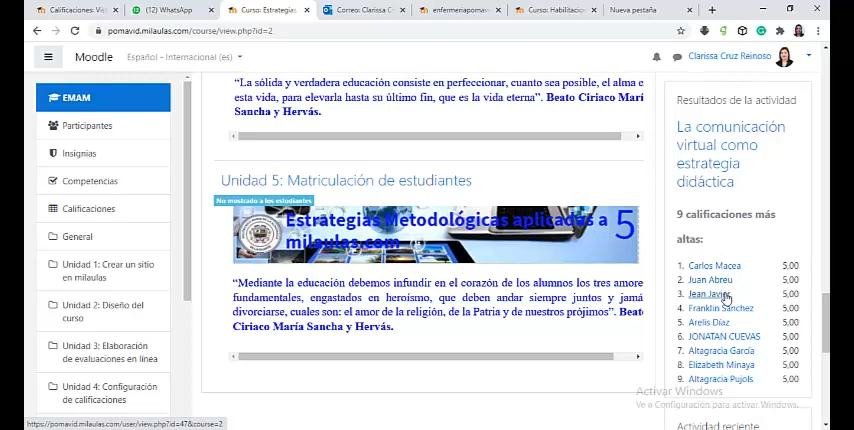 Calificaciones: Vis
(12) WhatsApp
Curso: Estrategias
Correo: Clarissa C
enfermeriapomav
Curso: Habilitacio
Nueva pestaña
pomavid.milaulas.com/course/view.php?id=2
Moodle
Español - Internacional (es)
Clarissa Cruz Reinoso
EMAM
Participantes
Insignias
Competencias
Calificaciones
General
Unidad 1: Crear un sitio
en milaulas
Unidad 2: Diseño del
curso
Unidad 3: Elaboración
de evaluaciones en línea
Unidad 4: Configuración
de calificaciones
“La sólida y verdadera educación consiste en perfeccionar, cuanto sea posible, el alma e
esta vida, para elevarla hasta su último fin, que es la vida eterna”. Beato Ciriaco Marí
Sancha y Hervás.
Unidad 5: Matriculación de estudiantes
No mostrado a los estudiantes
Estrategias Metodológicas aplicadas a
milaulas.com
5
“Mediante la educación debemos infundir en el corazón de los alumnos los tres amore
fundamentales, engastados en heroísmo, que deben andar siempre juntos y jamá
divorciarse, cuales son: el amor de la religión, de la Patria y de nuestros prójimos”. Beat
Ciriaco María Sancha y Hervás.
Resultados de la actividad
La comunicación
virtual como
estrategia
didáctica
9 calificaciones más
altas:
1. Carlos Macea 5,00
2. Juan Abreu 5,00
3. Jean Javier 5,00
4. Franklin Sanchez 5,00
5. Arelis Díaz 5,00
6. JONATAN CUEVAS 5,00
7. Altagracia García 5,00
8. Elizabeth Minaya 5,00
9. Altagracia Pujols 5,00
Activar Windows
Ve a Configuración para activar Windows.
Actividad reciente
https://pomavid.milaulas.com/user/view.php?id=47&course=2